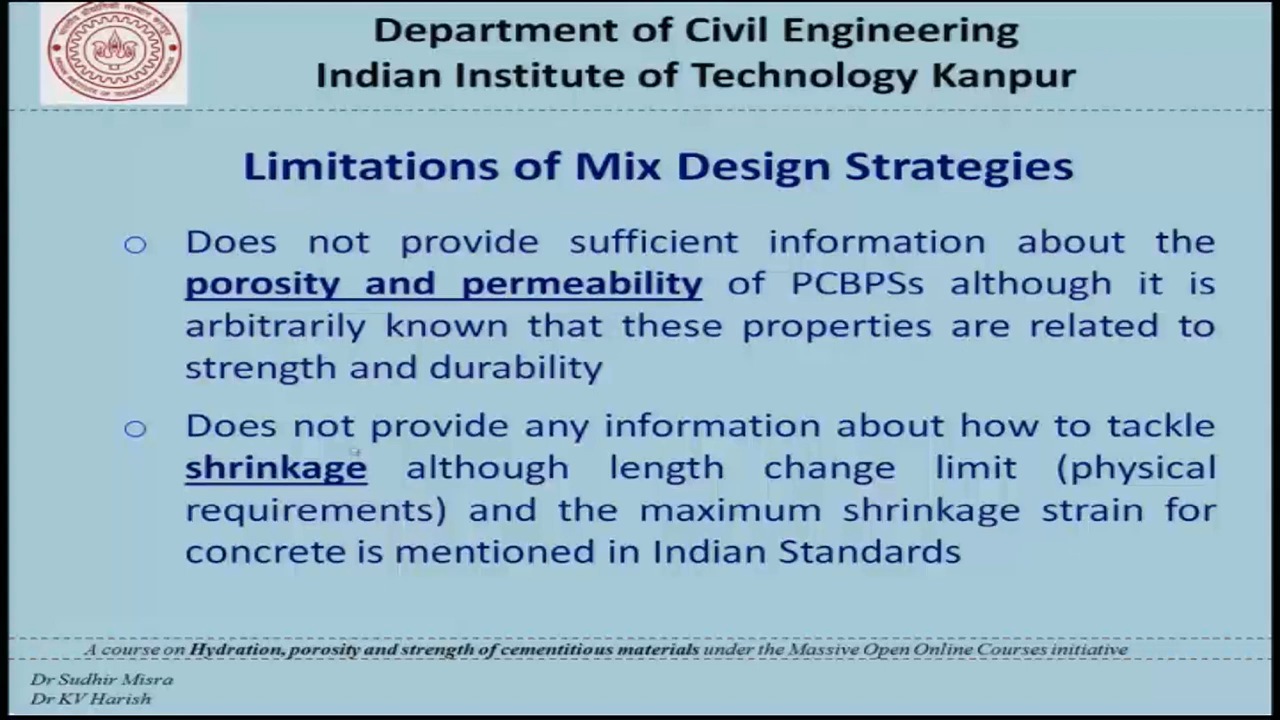 Department of Civil Engineering
Indian Institute of Technology Kanpur
Limitations of Mix Design Strategies
Does not provide sufficient information about the
porosity and permeability of PCBPSs although it is
arbitrarily known that these properties are related to
strength and durability
Does not provide any information about how to tackle
shrinkage although length change limit (physical
requirements) and the maximum shrinkage strain for
concrete is mentioned in Indian Standards
A course on Hydration, porosity and strength of cementitious materials under the Massive Open Online Courses initiative
Dr Sudhir Misra
Dr KV Harish